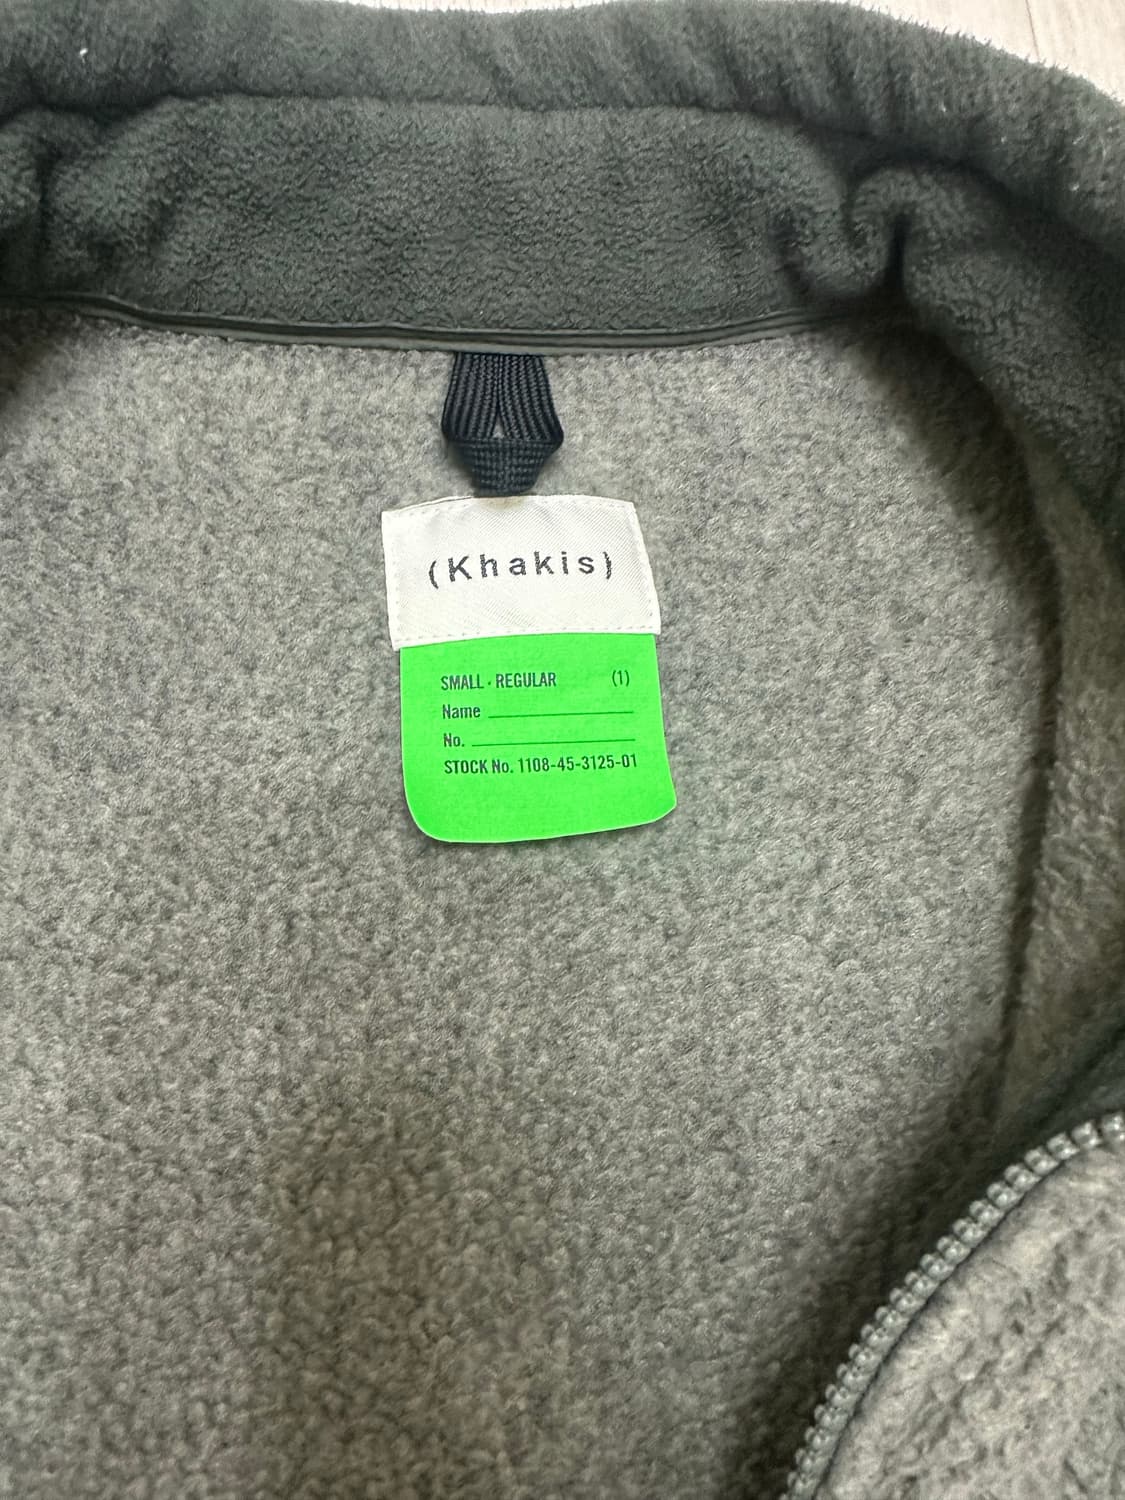 (Khakis)
SMALL · REGULAR (1)
Name
No.
STOCK No. 1108-45-3125-01